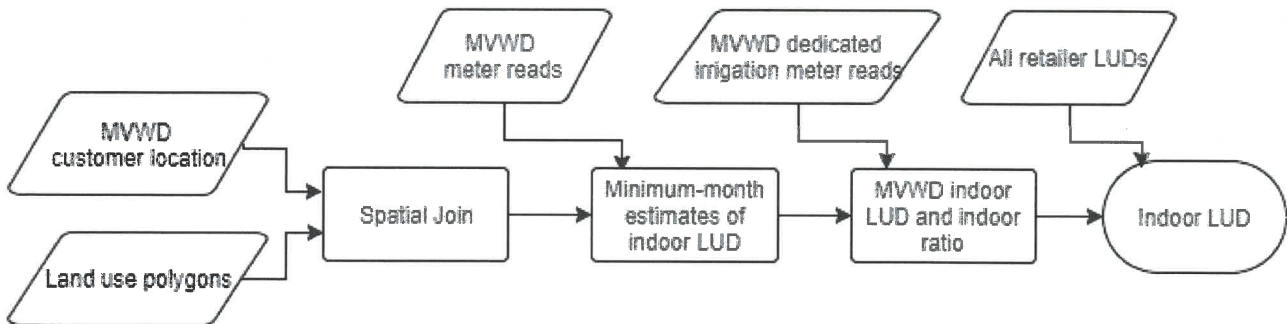 MVWD
meter reads
MVWD dedicated
irrigation meter reads
All retailer LUDs
MVWD
customer location
Land use polygons
Spatial Join
Minimum-month
estimates of
indoor LUD
MVWD indoor
LUD and indoor
ratio
Indoor LUD